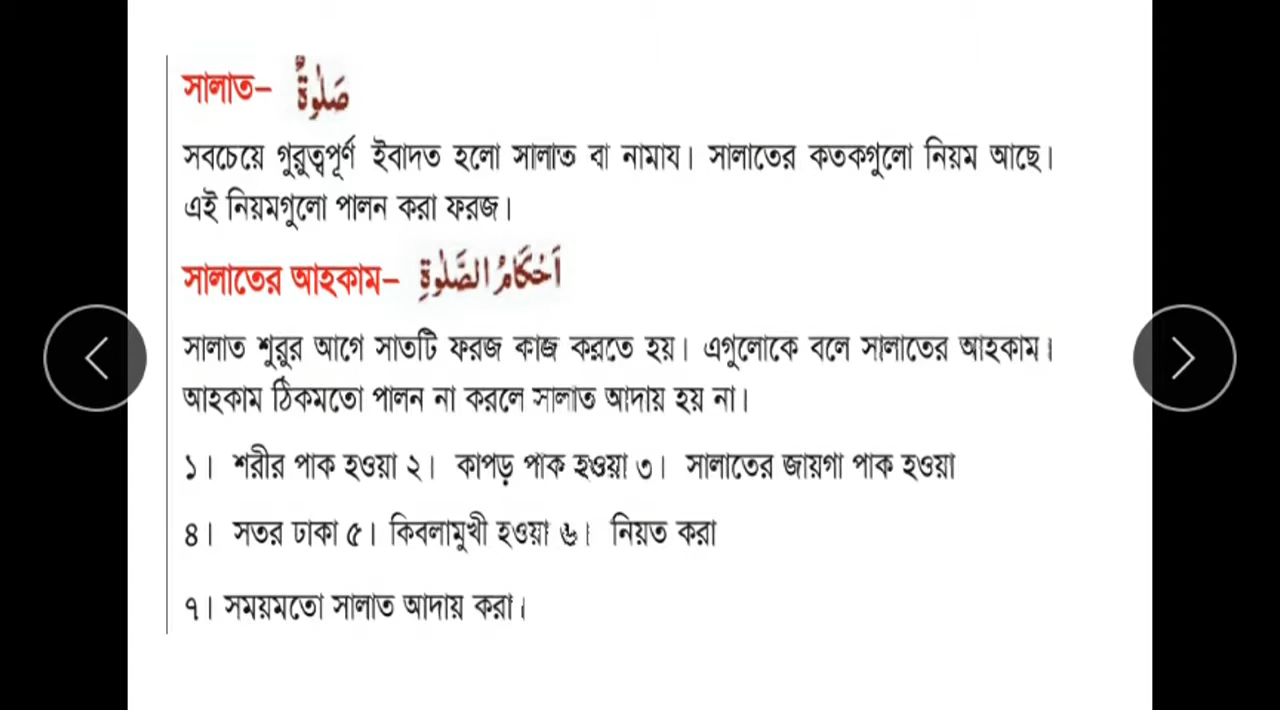 সালাত– صَلٰوةٌ
সবচেয়ে গুরুত্বপূর্ণ ইবাদত হলো সালাত বা নামায। সালাতের কতকগুলো নিয়ম আছে।
এই নিয়মগুলো পালন করা ফরজ।
সালাতের আহকাম– اَحْكَامُ الصَّلٰوةِ
সালাত শুরুর আগে সাতটি ফরজ কাজ করতে হয়। এগুলোকে বলে সালাতের আহকাম।
আহকাম ঠিকমতো পালন না করলে সালাত আদায় হয় না।
১। শরীর পাক হওয়া ২। কাপড় পাক হওয়া ৩। সালাতের জায়গা পাক হওয়া
৪। সতর ঢাকা ৫। কিবলামুখী হওয়া ৬। নিয়ত করা
৭। সময়মতো সালাত আদায় করা।